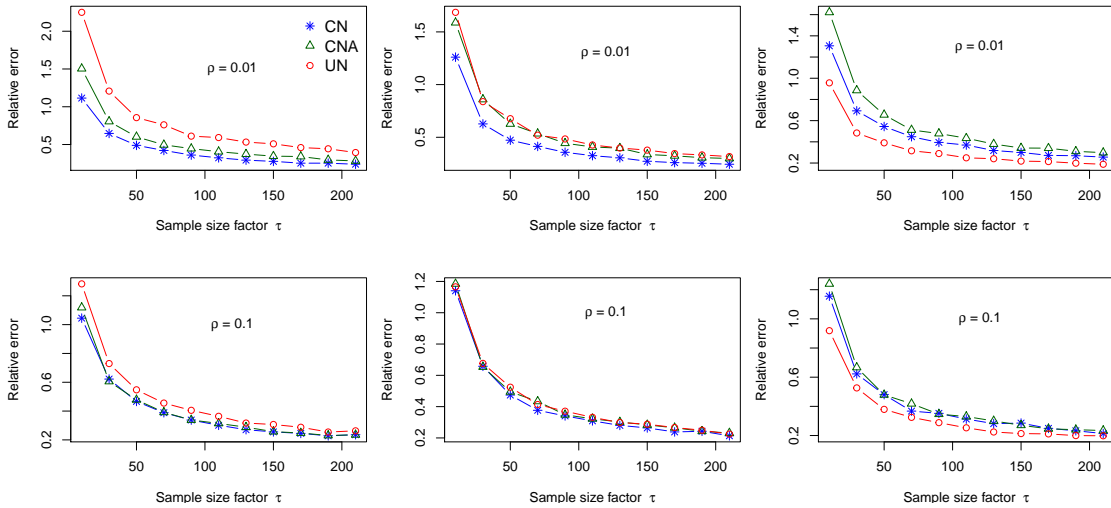 Relative error
2.0
1.5
1.0
0.5
50
100
150
200
Sample size factor τ
ρ = 0.01
CN
CNA
UN
Relative error
1.5
1.0
0.5
50
100
150
200
Sample size factor τ
ρ = 0.01
Relative error
1.4
1.0
0.6
0.2
50
100
150
200
Sample size factor τ
ρ = 0.01
Relative error
1.0
0.6
0.2
50
100
150
200
Sample size factor τ
ρ = 0.1
Relative error
1.2
1.0
0.8
0.6
0.4
0.2
50
100
150
200
Sample size factor τ
ρ = 0.1
Relative error
1.0
0.6
0.2
50
100
150
200
Sample size factor τ
ρ = 0.1